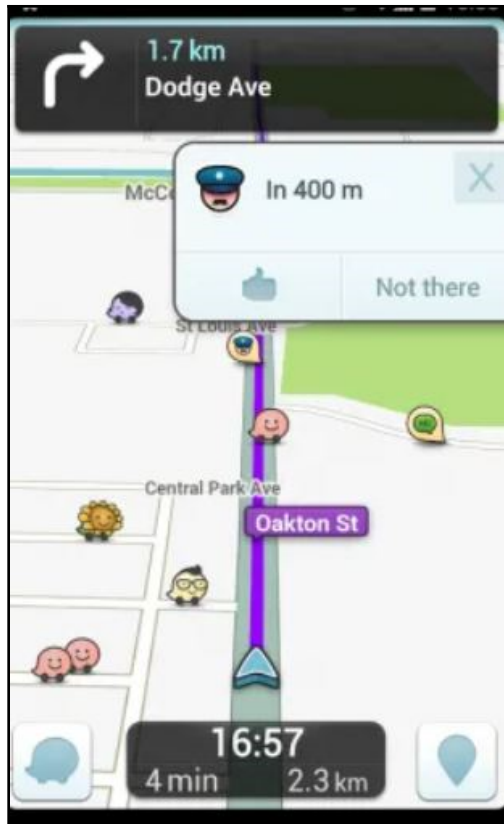 1.7 km
Dodge Ave
In 400 m
X
Not there
St Louis Ave
Central Park Ave
Oakton St
16:57
4 min 2.3 km